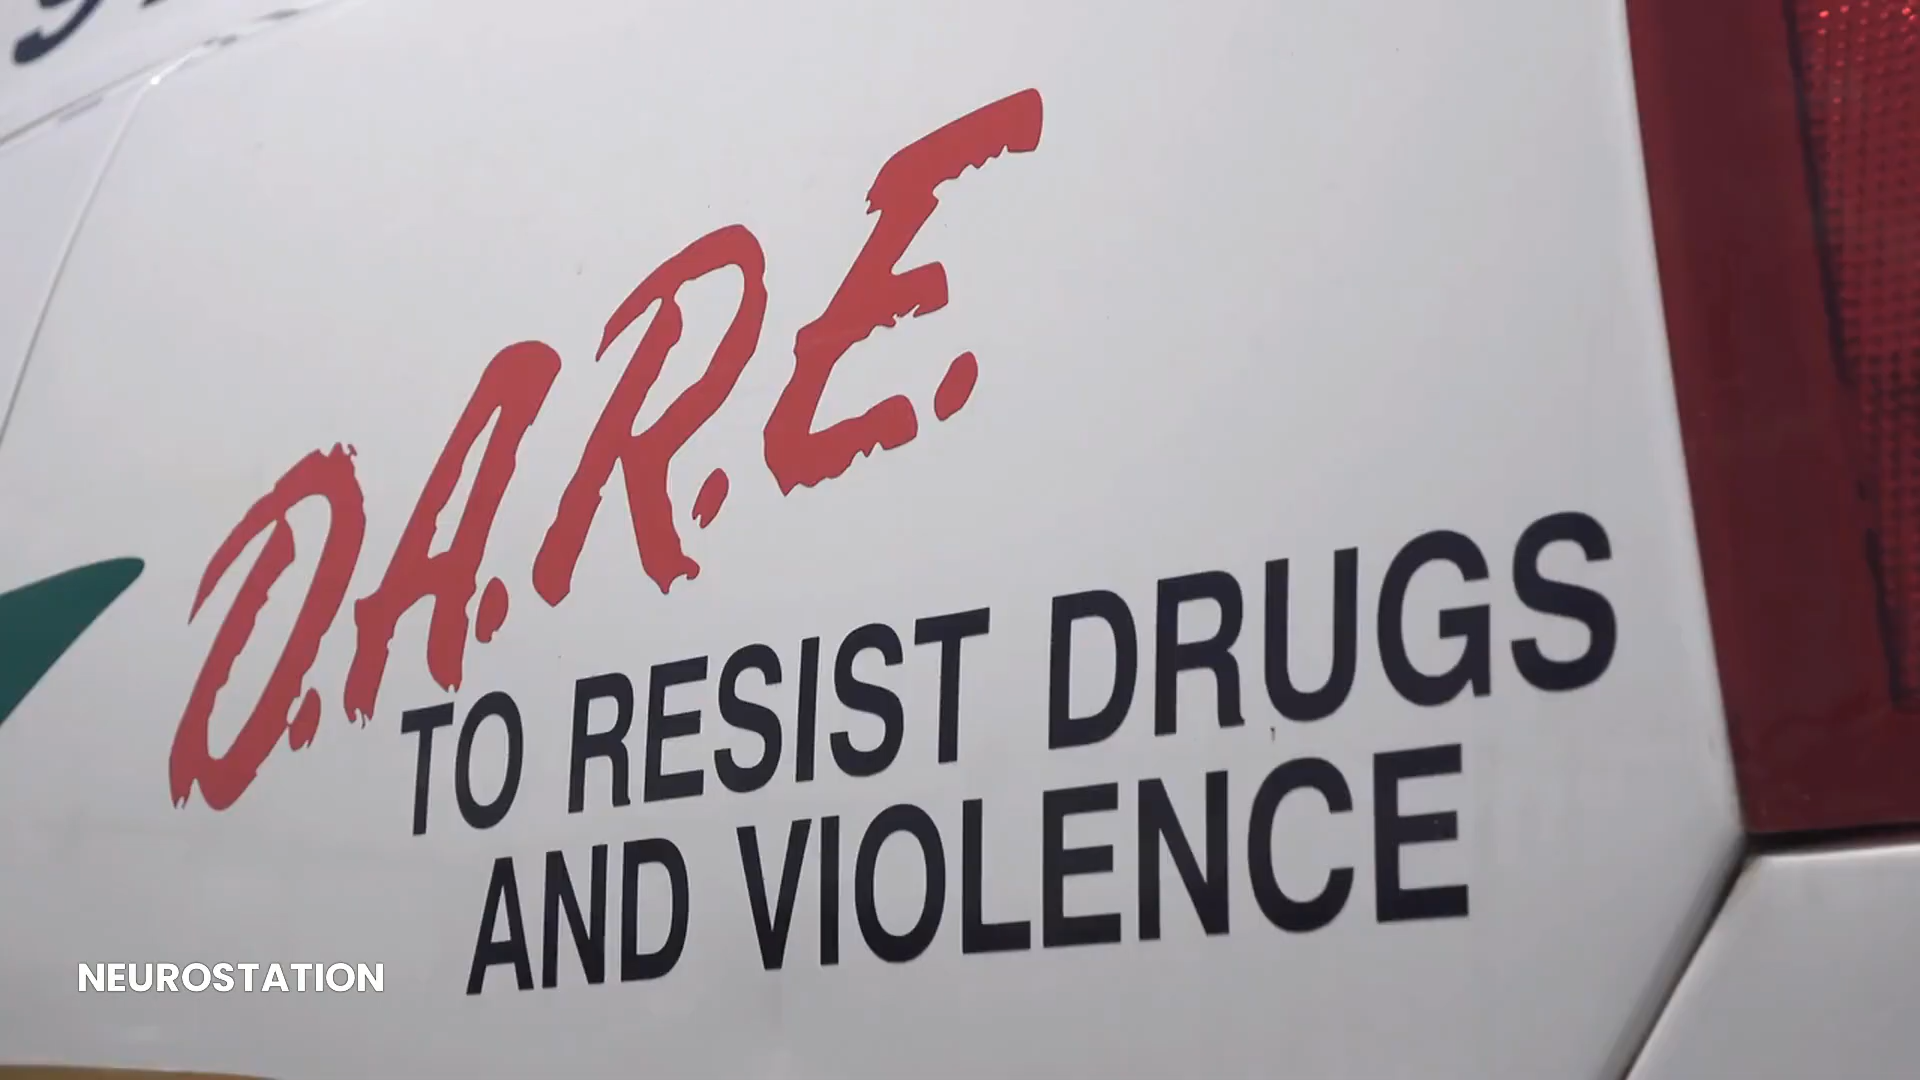 D.A.R.E.
TO RESIST DRUGS
AND VIOLENCE
NEUROSTATION